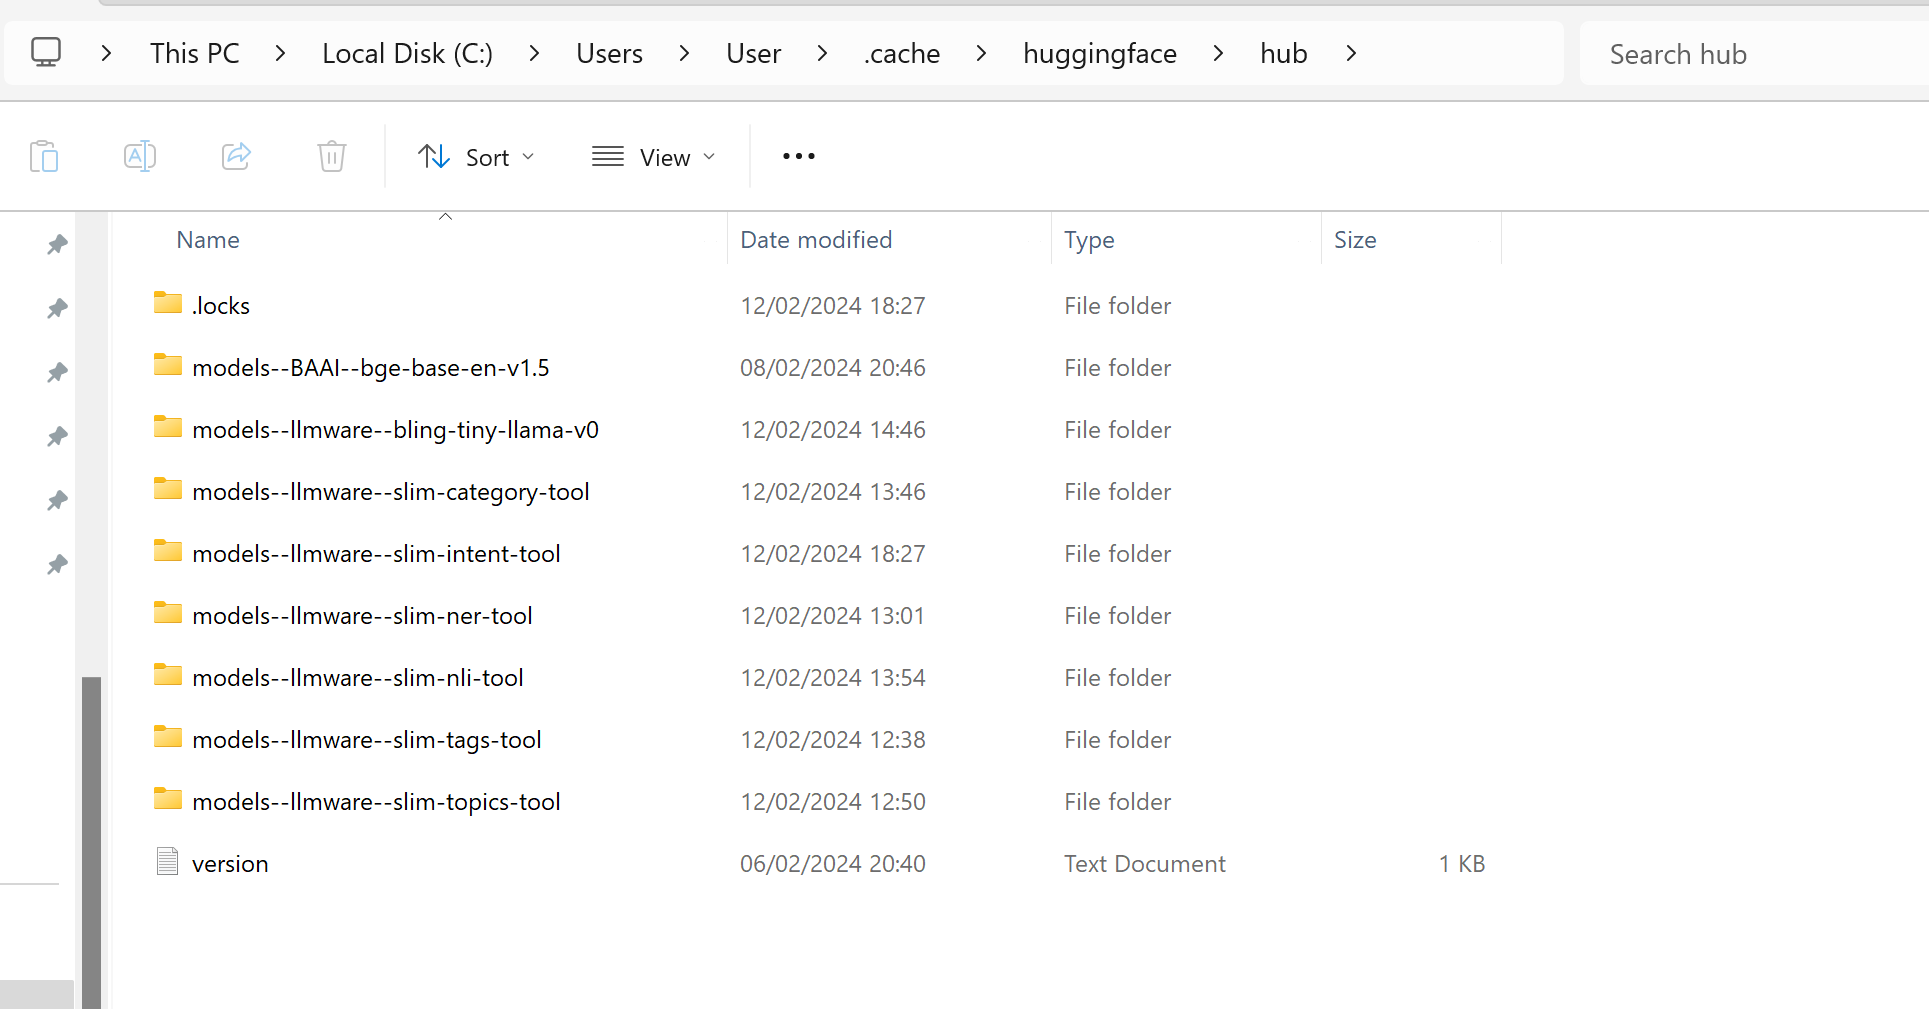 This PC > Local Disk (C:) > Users > User > .cache > huggingface > hub >
Search hub
Sort
View
Name Date modified Type Size
.locks 12/02/2024 18:27 File folder
models--BAAI--bge-base-en-v1.5 08/02/2024 20:46 File folder
models--llmware--bling-tiny-llama-v0 12/02/2024 14:46 File folder
models--llmware--slim-category-tool 12/02/2024 13:46 File folder
models--llmware--slim-intent-tool 12/02/2024 18:27 File folder
models--llmware--slim-ner-tool 12/02/2024 13:01 File folder
models--llmware--slim-nli-tool 12/02/2024 13:54 File folder
models--llmware--slim-tags-tool 12/02/2024 12:38 File folder
models--llmware--slim-topics-tool 12/02/2024 12:50 File folder
version 06/02/2024 20:40 Text Document 1 KB